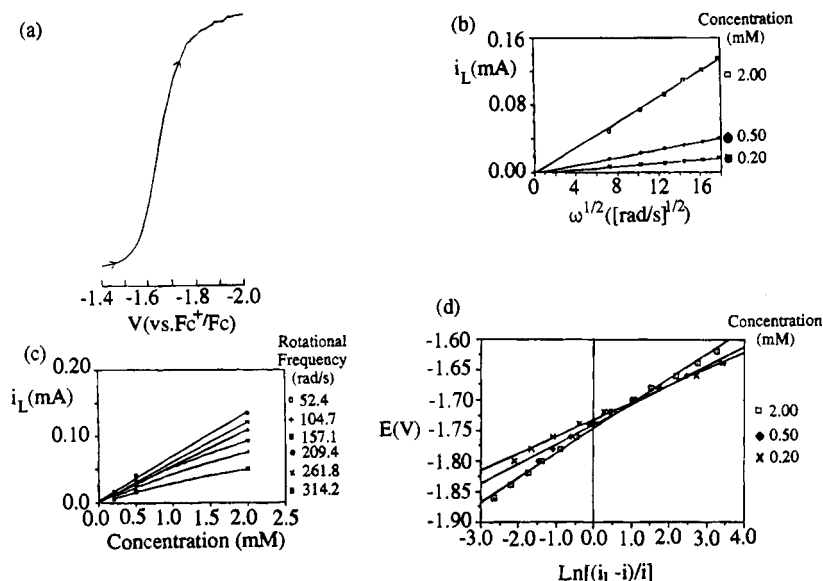 (a)
-1.4 -1.6 -1.8 -2.0
V(vs.Fc⁺/Fc)
(b)
Concentration
(mM)
0.16
i_L(mA)
2.00
0.08
0.50
0.20
0.00
0 4 8 12 16
ω^1/2([rad/s]^1/2)
(c)
Rotational
Frequency
(rad/s)
0.20
i_L(mA)
52.4
104.7
0.10
157.1
209.4
261.8
0.0
314.2
0.0 0.5 1.0 1.5 2.0 2.5
Concentration (mM)
(d)
Concentration
(mM)
-1.60
-1.65
-1.70
2.00
E(V)
-1.75
0.50
0.20
-1.80
-1.85
-1.90
-3.0 -2.0 -1.0 0.0 1.0 2.0 3.0 4.0
Ln[(i_L -i)/i]